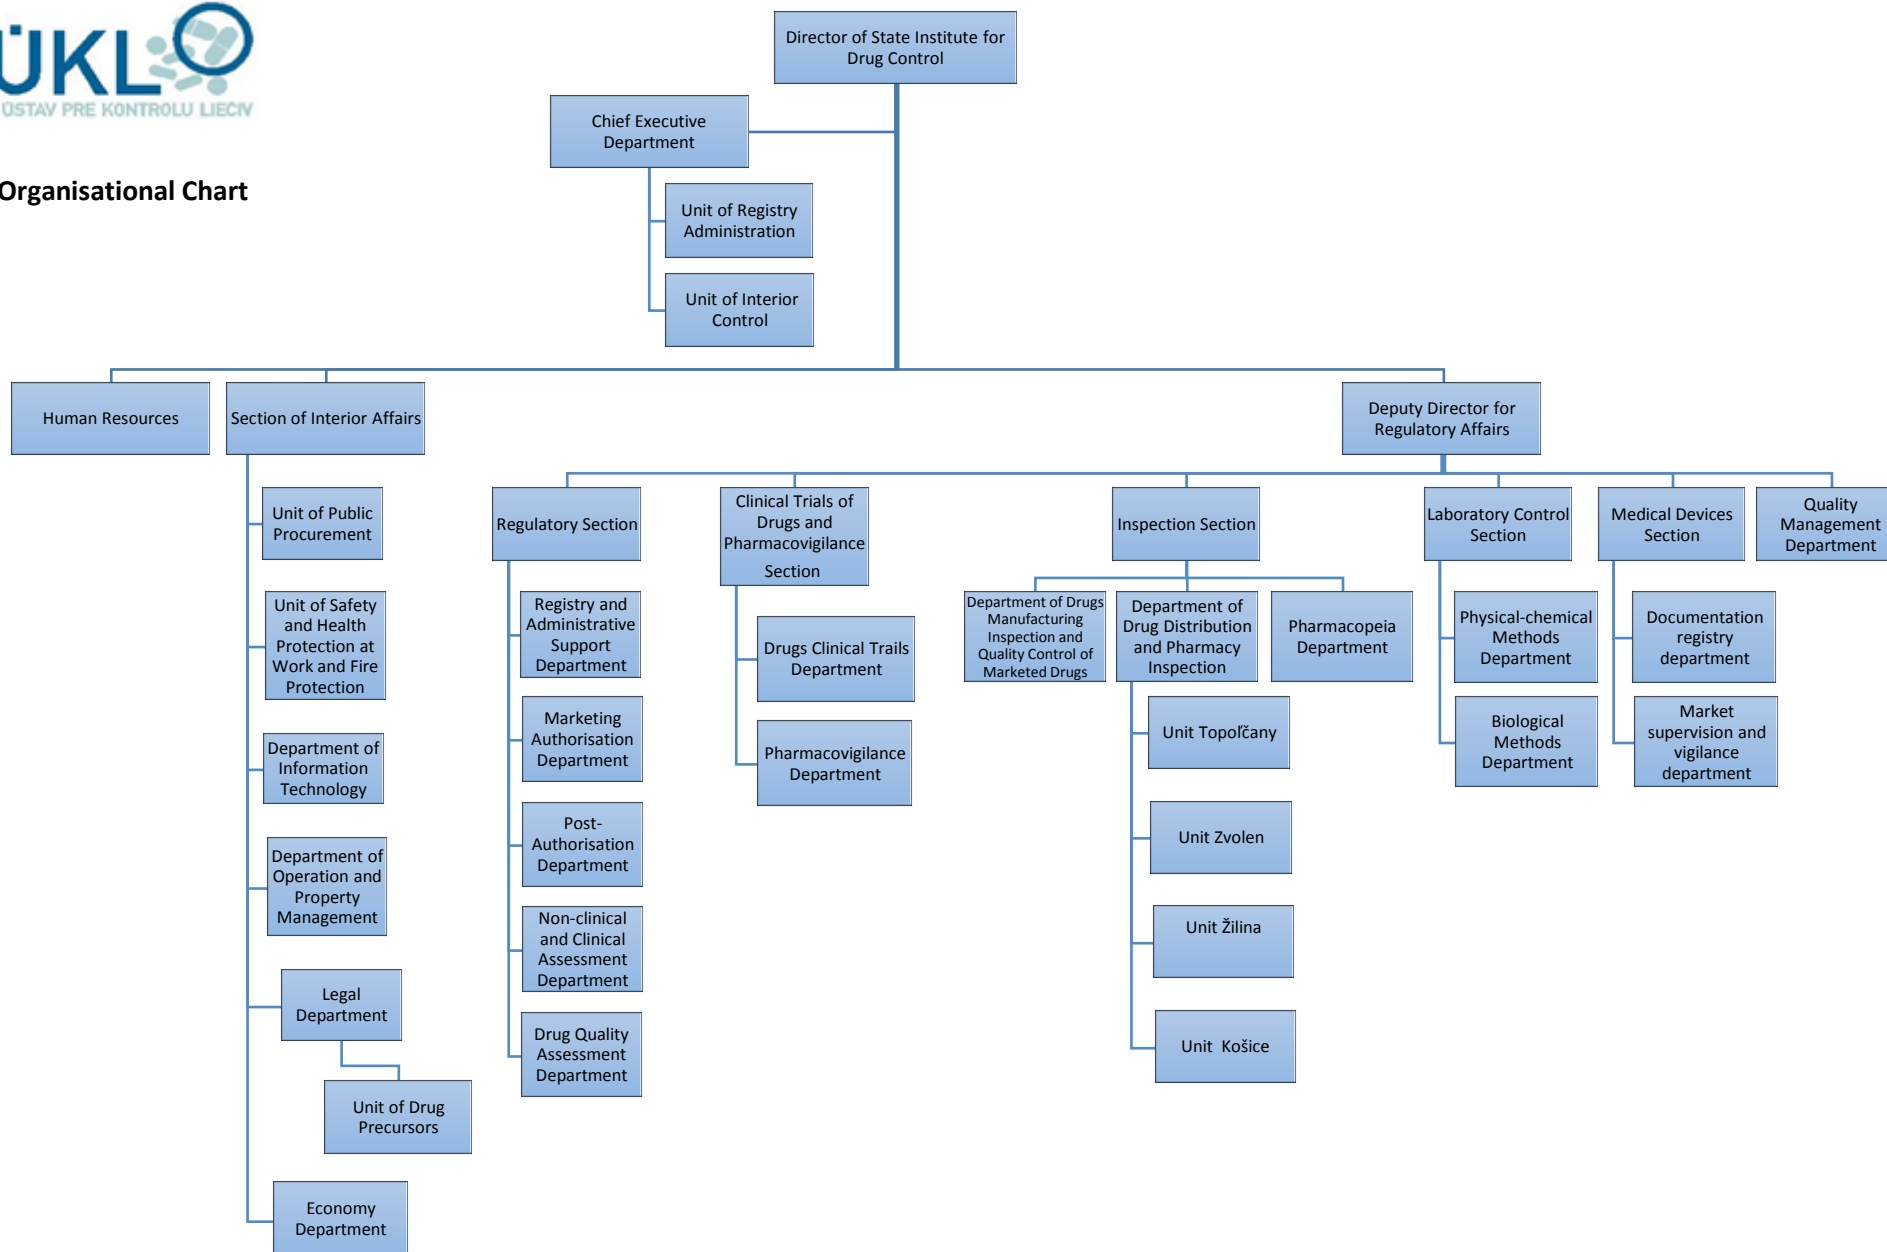 ÚKL
ÚSTAV PRE KONTROLU LIEČIV
Organisational Chart
Director of State Institute for
Drug Control
Chief Executive
Department
Unit of Registry
Administration
Unit of Interior
Control
Human Resources
Section of Interior Affairs
Deputy Director for
Regulatory Affairs
Unit of Public
Procurement
Unit of Safety
and Health
Protection at
Work and Fire
Protection
Department of
Information
Technology
Department of
Operation and
Property
Management
Legal
Department
Unit of Drug
Precursors
Economy
Department
Regulatory Section
Registry and
Administrative
Support
Department
Marketing
Authorisation
Department
Post-
Authorisation
Department
Non-clinical
and Clinical
Assessment
Department
Drug Quality
Assessment
Department
Clinical Trials of
Drugs and
Pharmacovigilance
Section
Drugs Clinical Trails
Department
Pharmacovigilance
Department
Inspection Section
Department of Drugs
Manufacturing
Inspection and
Quality Control of
Marketed Drugs
Department of
Drug Distribution
and Pharmacy
Inspection
Pharmacopeia
Department
Unit Topoľčany
Unit Zvolen
Unit Žilina
Unit Košice
Laboratory Control
Section
Physical-chemical
Methods
Department
Biological
Methods
Department
Medical Devices
Section
Documentation
registry
department
Market
supervision and
vigilance
department
Quality
Management
Department